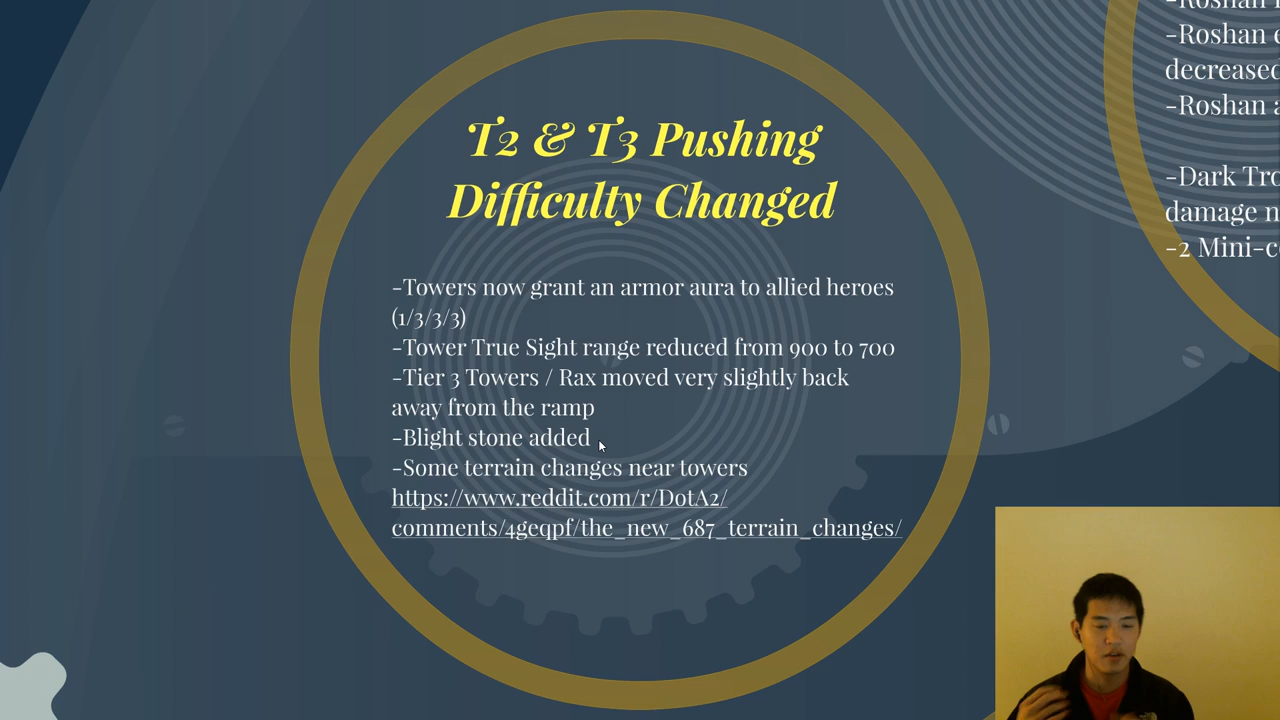 T2 & T3 Pushing
Difficulty Changed
-Towers now grant an armor aura to allied heroes
(1/3/3/3)
-Tower True Sight range reduced from 900 to 700
-Tier 3 Towers / Rax moved very slightly back
away from the ramp
-Blight stone added
-Some terrain changes near towers
https://www.reddit.com/r/DotA2/
comments/4geqpf/the_new_687_terrain_changes/
-Roshan
-Roshan
decreased
-Roshan
-Dark
damage
-2